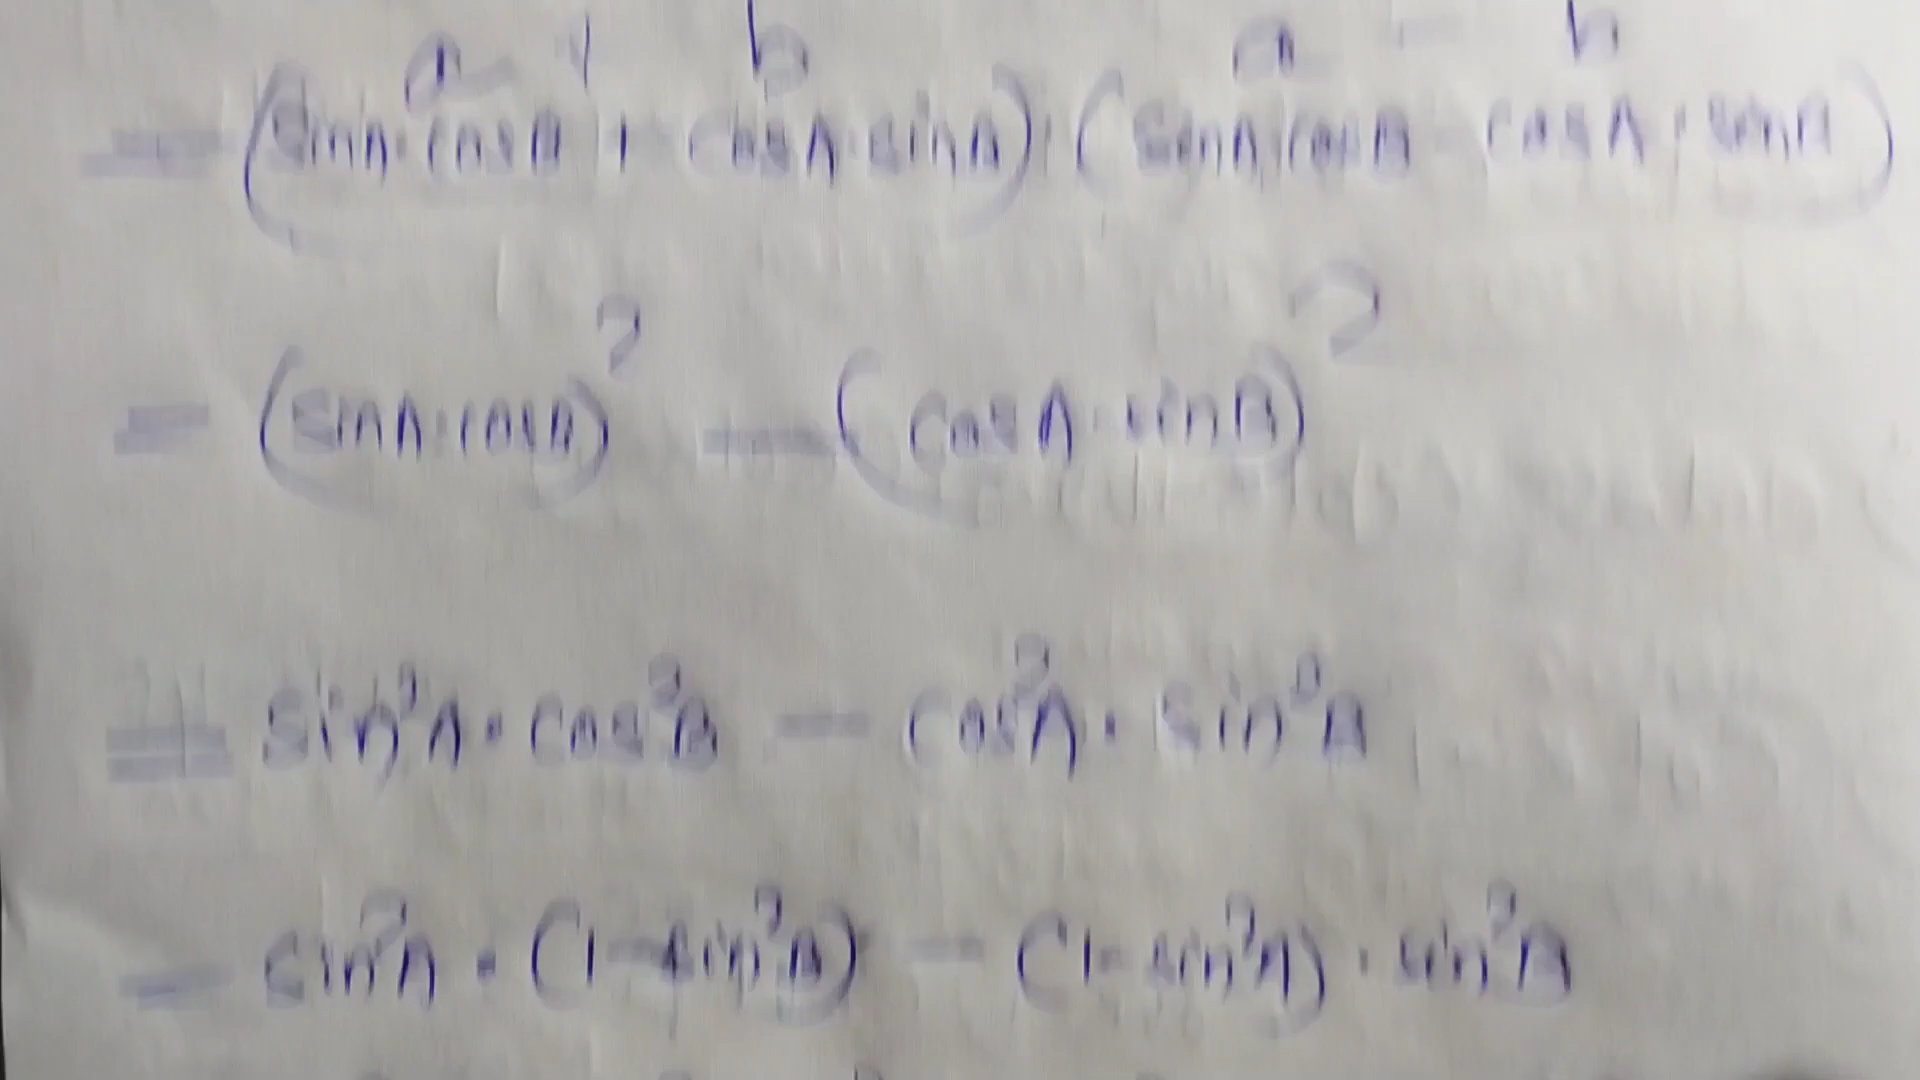 a + b a - b
= (sinA·cosB + cosA·sinB)·(sinA·cosB - cosA·sinB)
= (sinA·cosB)² - (cosA·sinB)²
= sin²A·cos²B - cos²A·sin²B
= sin²A·(1-sin²B) - (1-sin²A)·sin²B